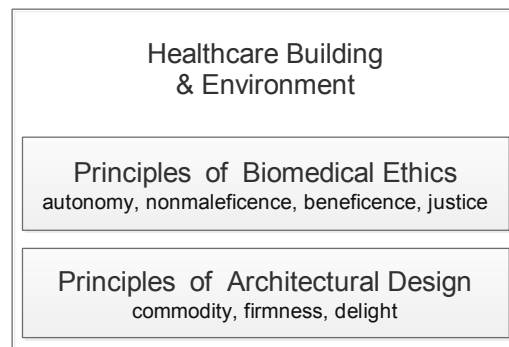 Healthcare Building
& Environment
Principles of Biomedical Ethics
autonomy, nonmaleficence, beneficence, justice
Principles of Architectural Design
commodity, firmness, delight